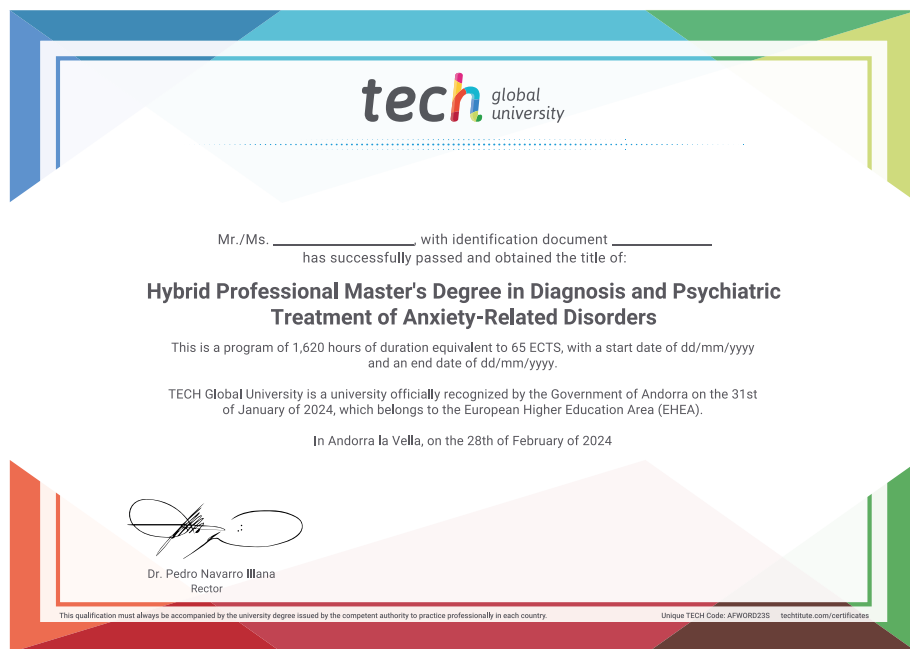 tech global
university
Mr./Ms. ____________, with identification document ____________
has successfully passed and obtained the title of:
Hybrid Professional Master's Degree in Diagnosis and Psychiatric
Treatment of Anxiety-Related Disorders
This is a program of 1,620 hours of duration equivalent to 65 ECTS, with a start date of dd/mm/yyyy
and an end date of dd/mm/yyyy.
TECH Global University is a university officially recognized by the Government of Andorra on the 31st
of January of 2024, which belongs to the European Higher Education Area (EHEA).
In Andorra la Vella, on the 28th of February of 2024
Dr. Pedro Navarro Illana
Rector
This qualification must always be accompanied by the university degree issued by the competent authority to practice professionally in each country.
Unique TECH Code: AFWORD23S techtitute.com/certificates